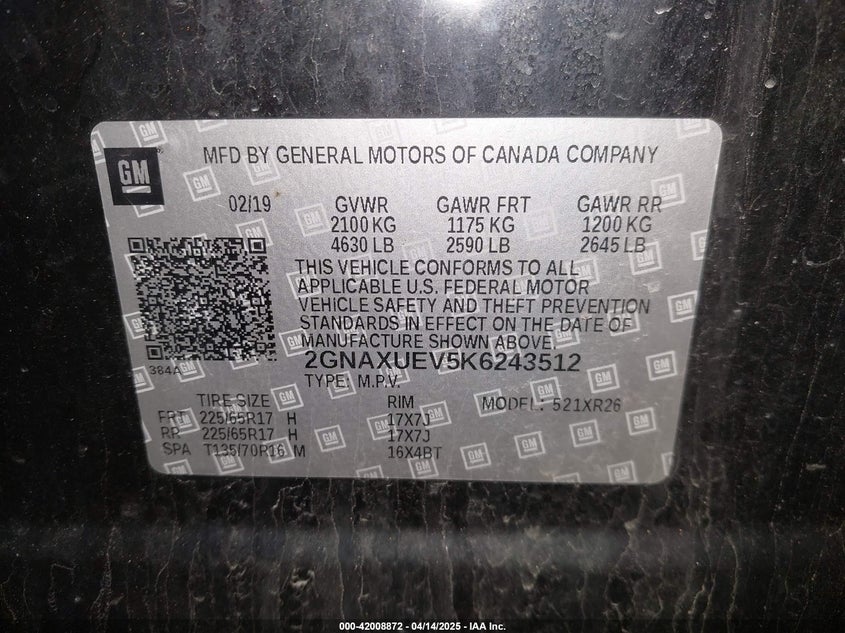 GM
MFD BY GENERAL MOTORS OF CANADA COMPANY
02/19 GVWR GAWR FRT GAWR RR
2100 KG 1175 KG 1200 KG
4630 LB 2590 LB 2645 LB
THIS VEHICLE CONFORMS TO ALL
APPLICABLE U.S. FEDERAL MOTOR
VEHICLE SAFETY AND THEFT PREVENTION
STANDARDS IN EFFECT ON THE DATE OF
MANUFACTURE SHOWN ABOVE.
384A 2GNAXUEV5K6243512
TYPE: M.P.V.
TIRE SIZE RIM MODEL: 521XR26
FRT 225/65R17 H 17X7J
RR 225/65R17 H 17X7J
SPA T135/70R16 M 16X4BT
000-42008872 / 04/14/2025 - IAA Inc.